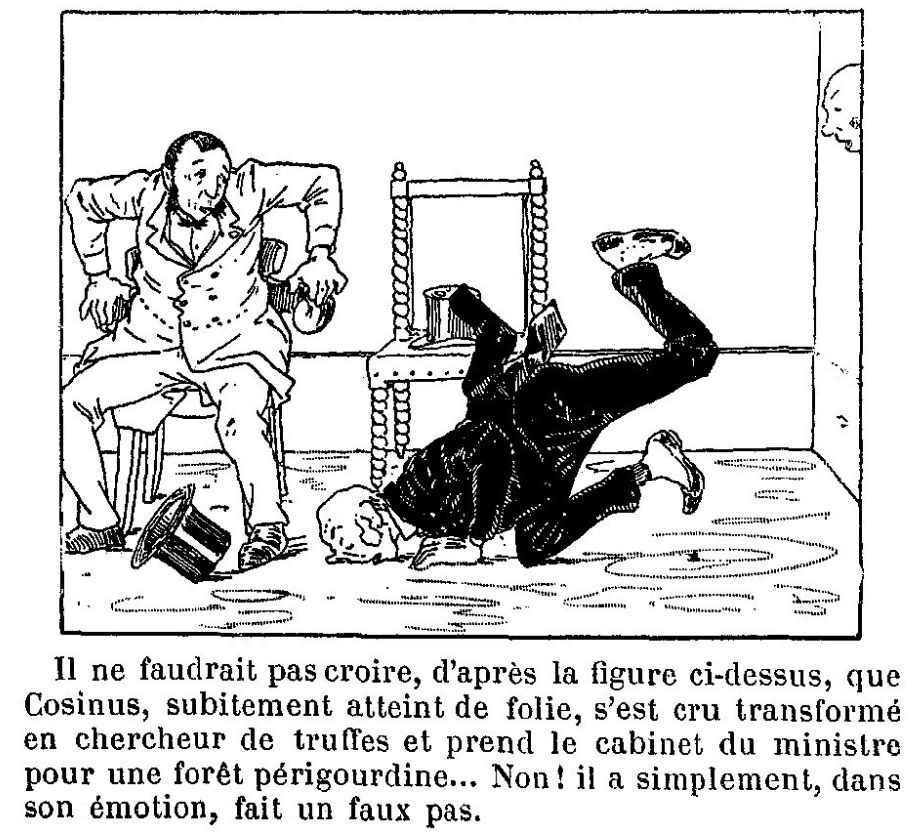 Il ne faudrait pas croire, d'après la figure ci-dessus, que
Cosinus, subitement atteint de folie, s'est cru transformé
en chercheur de truffes et prend le cabinet du ministre
pour une forêt périgourdine... Non! il a simplement, dans
son émotion, fait un faux pas.